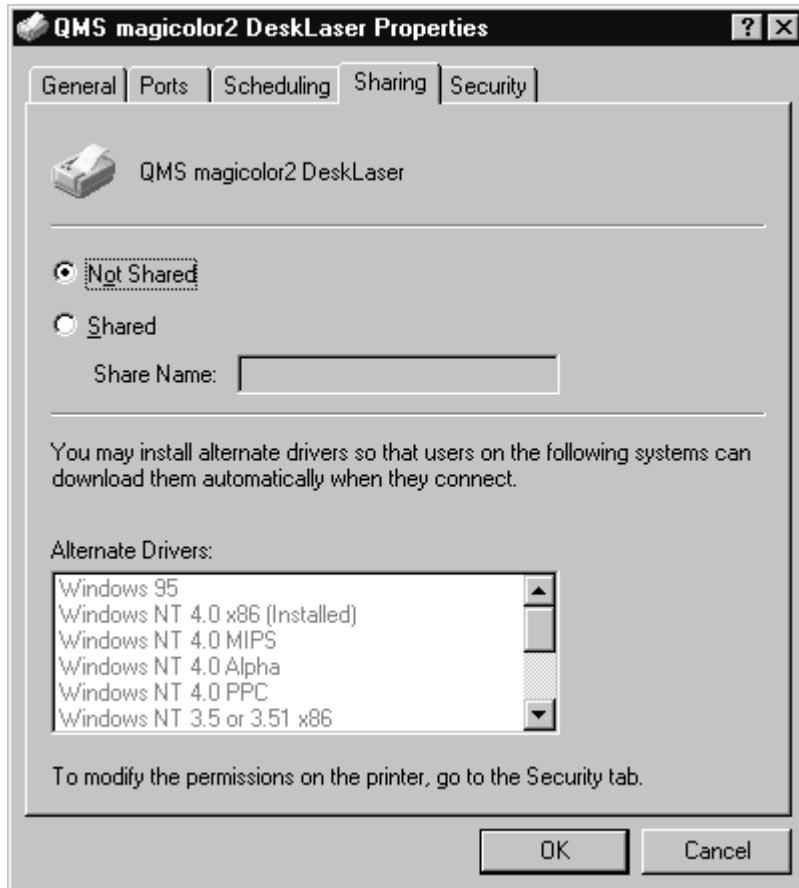 QMS magicolor2 DeskLaser Properties
General Ports Scheduling Sharing Security
QMS magicolor2 DeskLaser
Not Shared
Shared
Share Name:
You may install alternate drivers so that users on the following systems can
download them automatically when they connect.
Alternate Drivers:
Windows 95
Windows NT 4.0 x86 (Installed)
Windows NT 4.0 MIPS
Windows NT 4.0 Alpha
Windows NT 4.0 PPC
Windows NT 3.5 or 3.51 x86
To modify the permissions on the printer, go to the Security tab.
OK Cancel